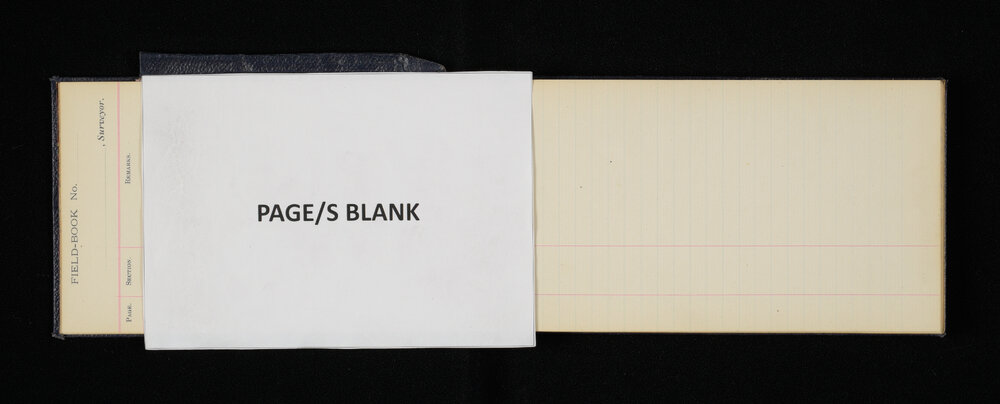 FIELD-BOOK No.
, Surveyor.
PAGE. SECTION. REMARKS.
PAGE/S BLANK